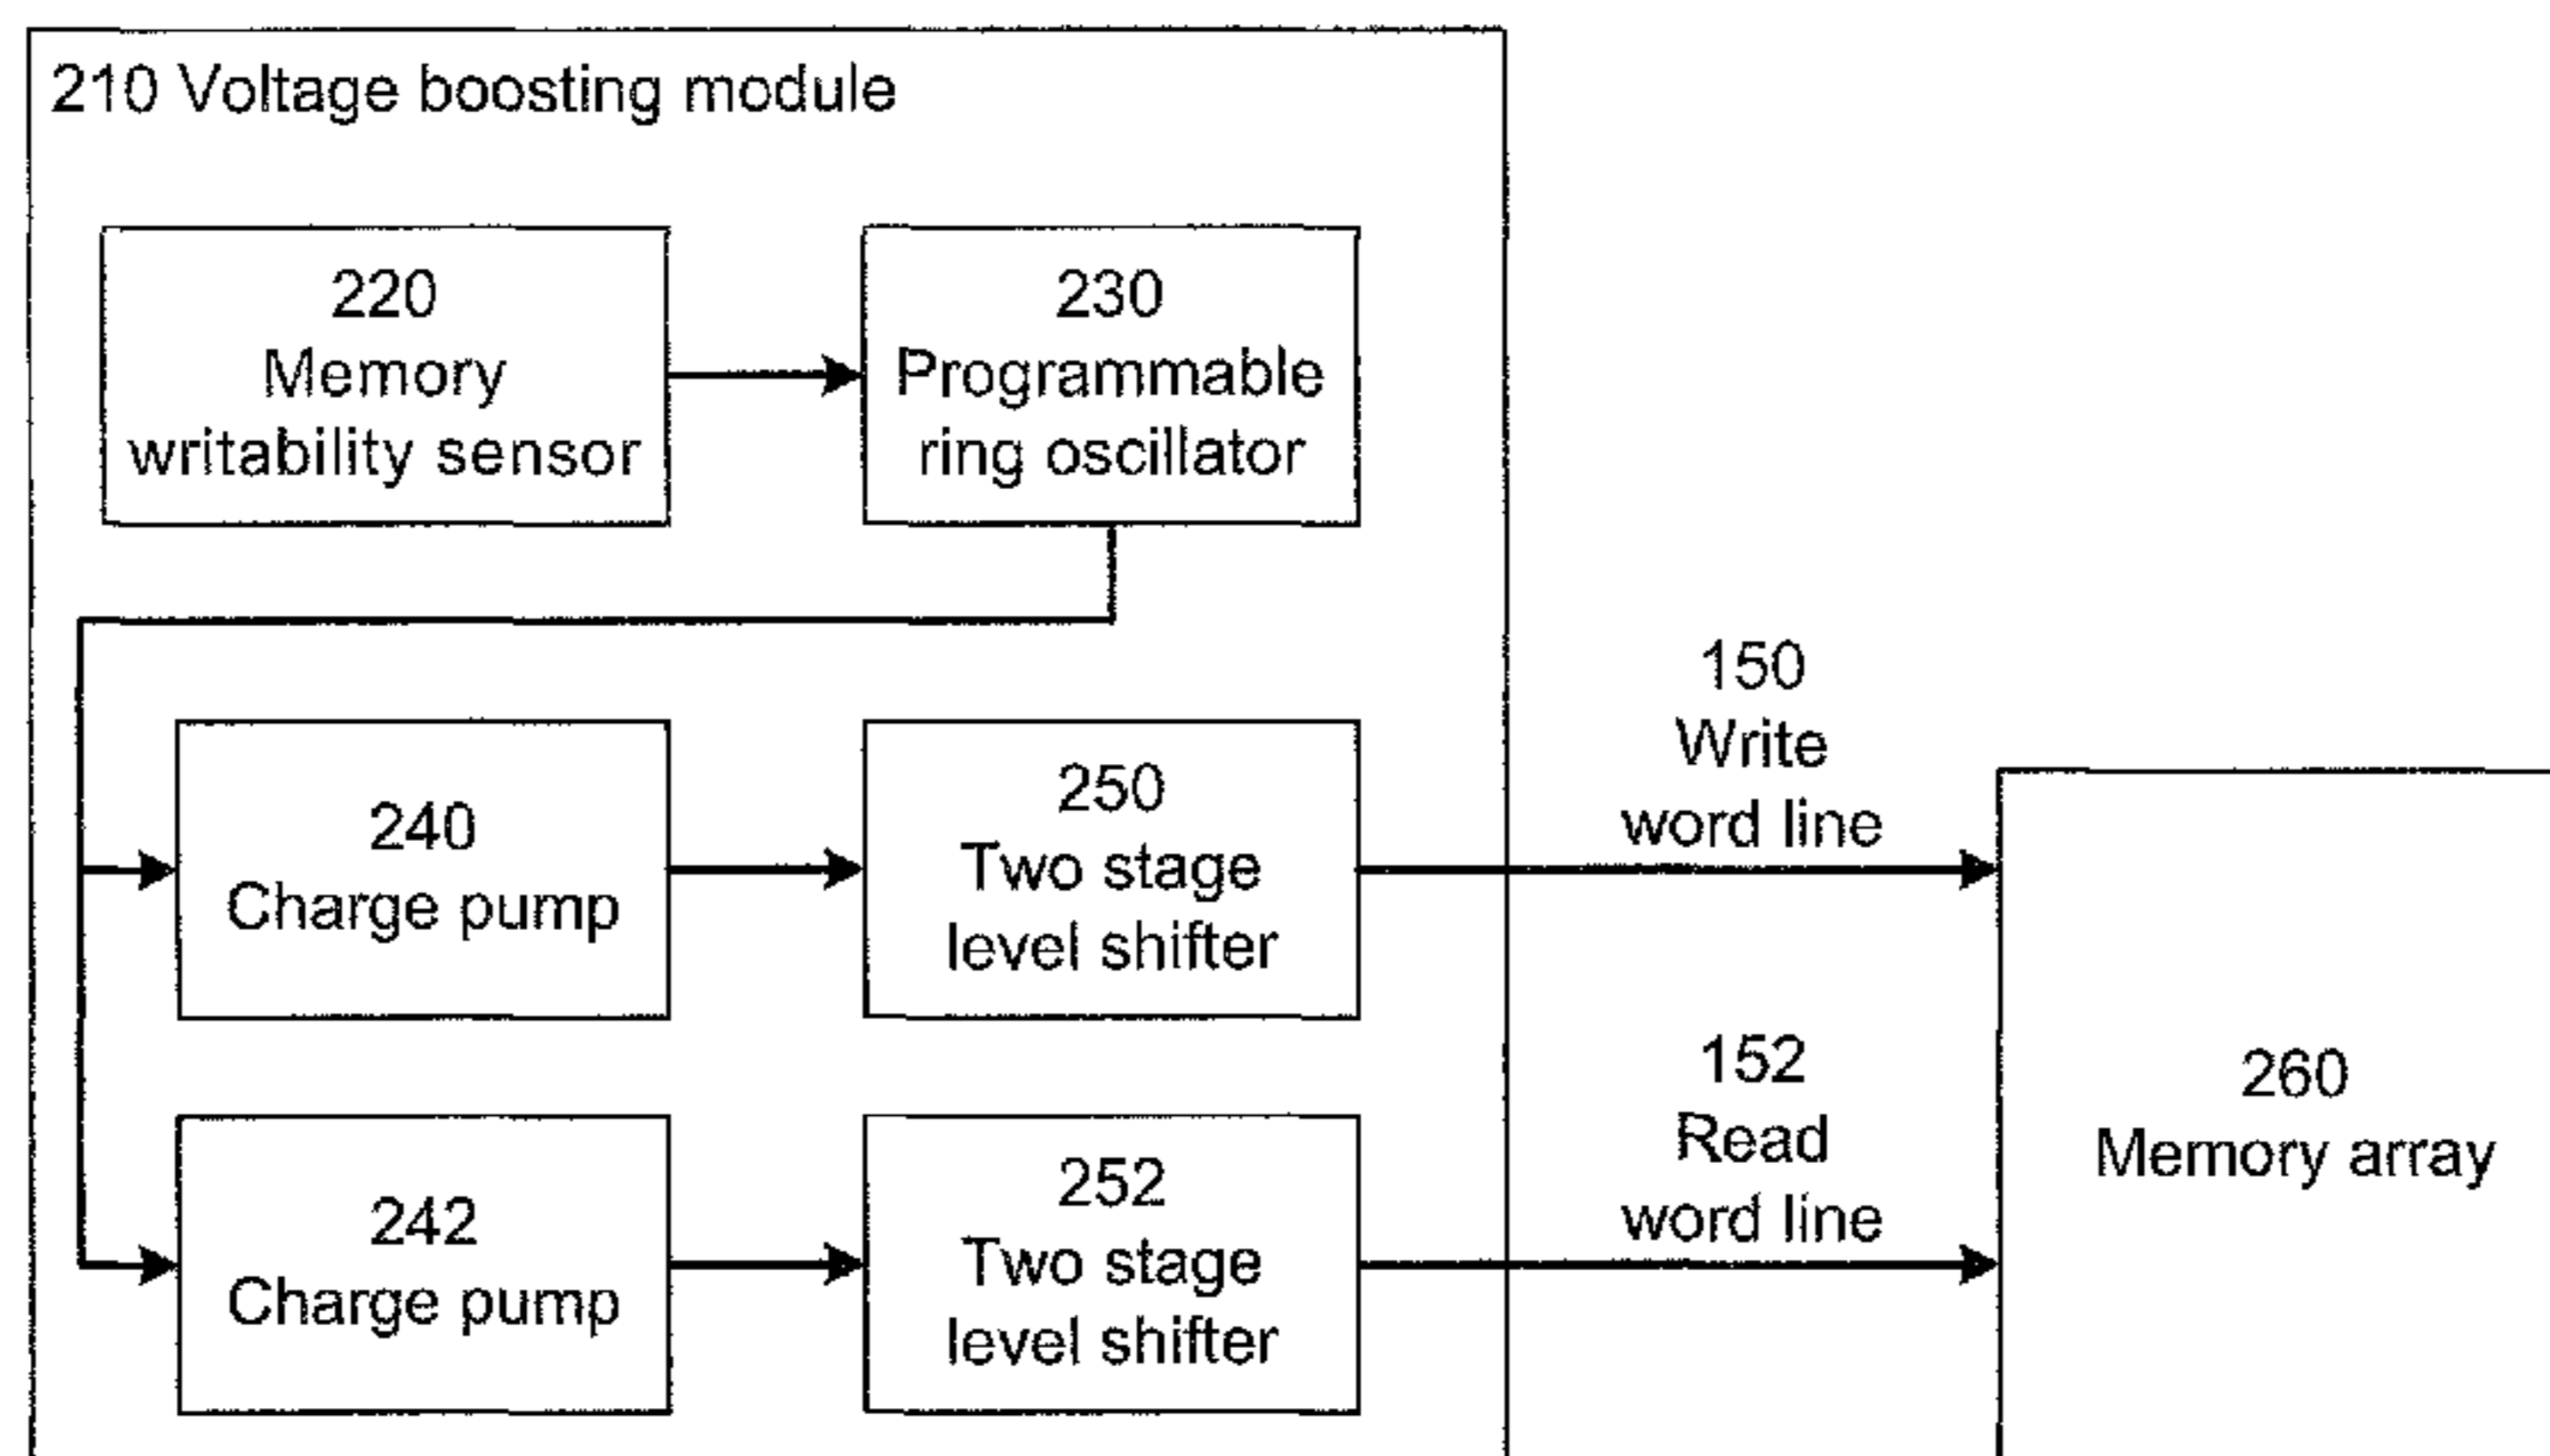 210 Voltage boosting module
220
Memory
writability sensor
230
Programmable
ring oscillator
240
Charge pump
250
Two stage
level shifter
150
Write
word line
242
Charge pump
252
Two stage
level shifter
152
Read
word line
260
Memory array